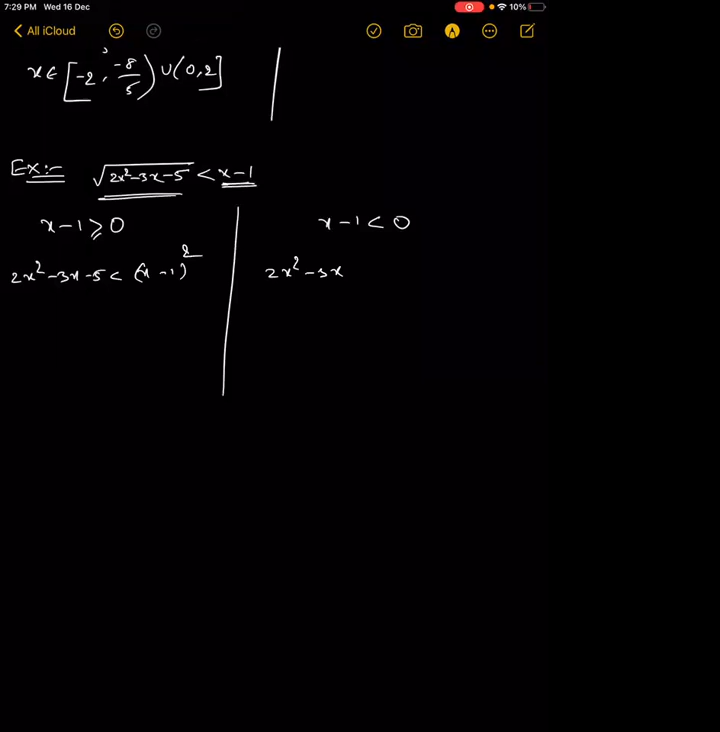 7:29 PM Wed 16 Dec
10%
All iCloud
x ∈ [-2, -8/5) ∪ (0, 2]
Ex:- √(2x²-3x-5) < x-1
x-1 ⩾ 0
x-1 < 0
2x²-3x-5 < (x-1)²
2x²-3x